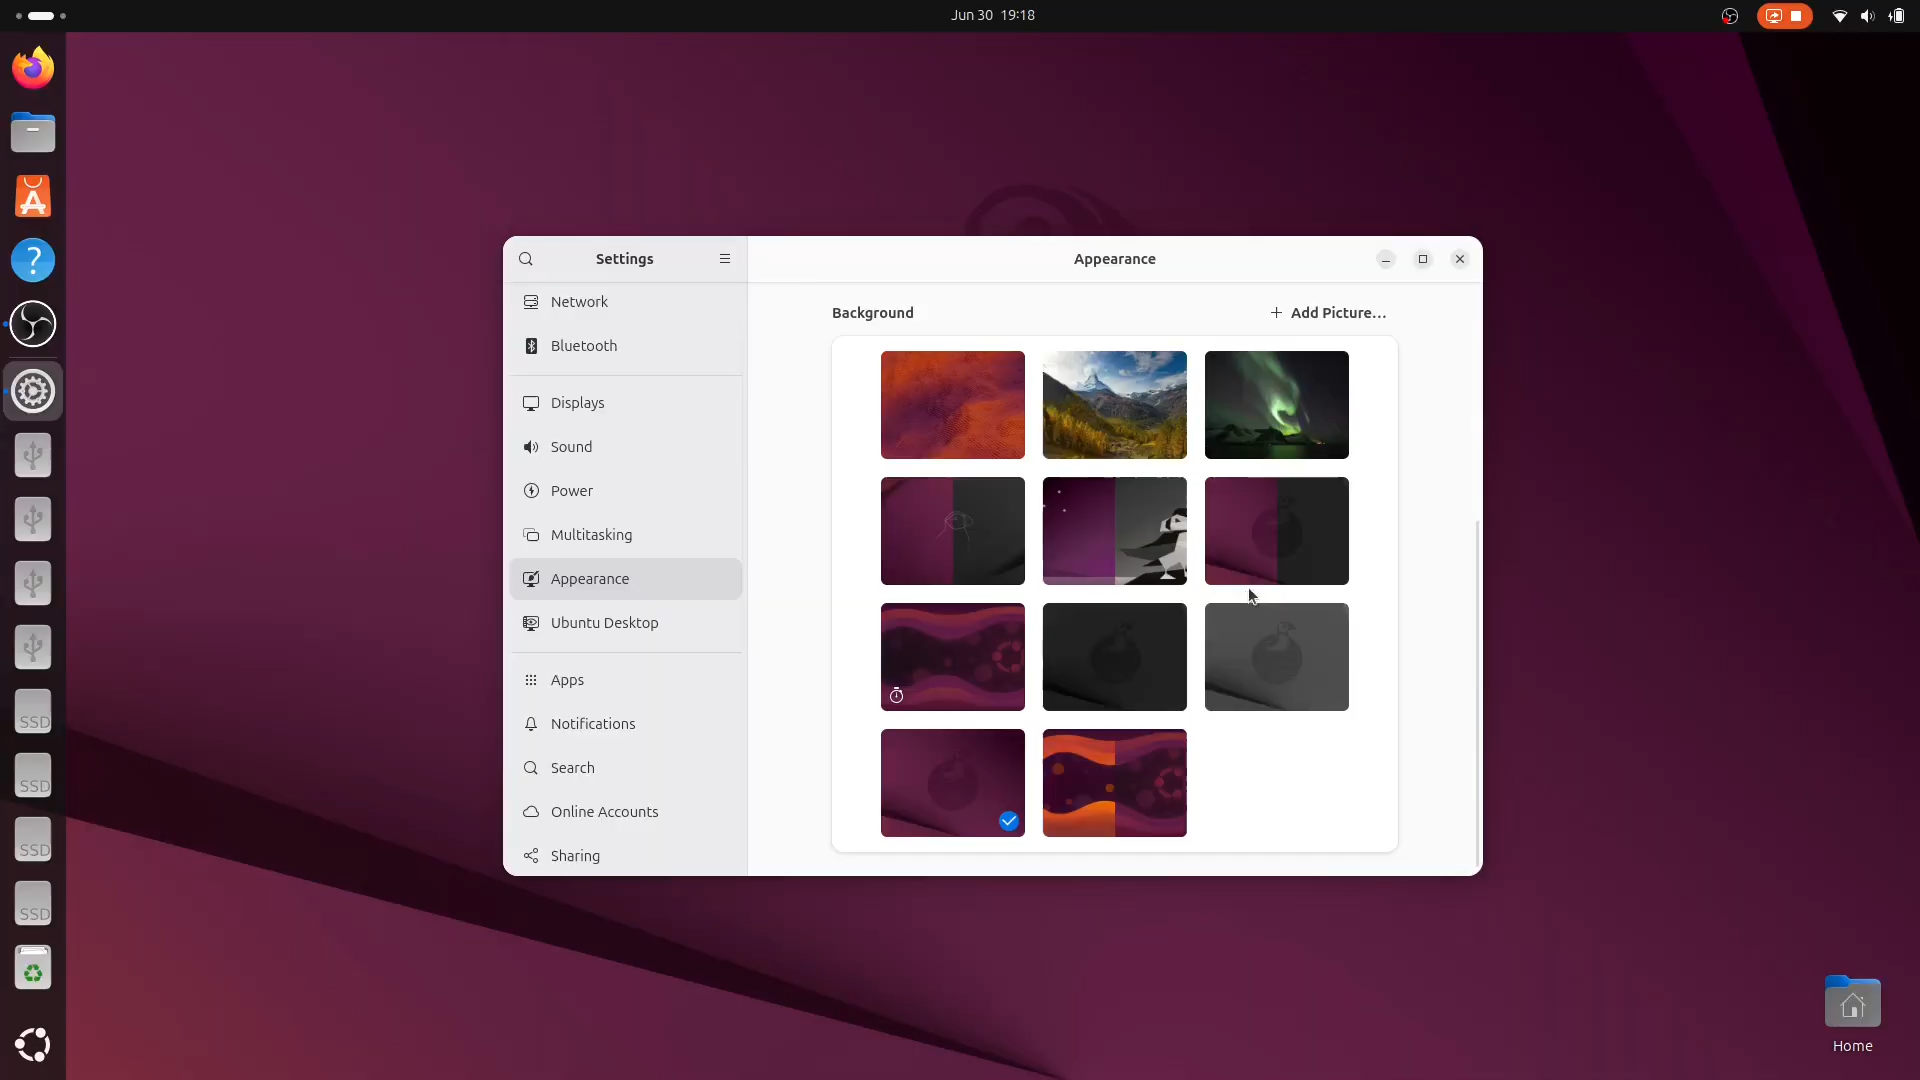 Jun 30 19:18
Settings
Appearance
Network
Bluetooth
Displays
Sound
Power
Multitasking
Appearance
Ubuntu Desktop
Apps
Notifications
Search
Online Accounts
Sharing
Background
+ Add Picture...
SSD
SSD
SSD
SSD
Home